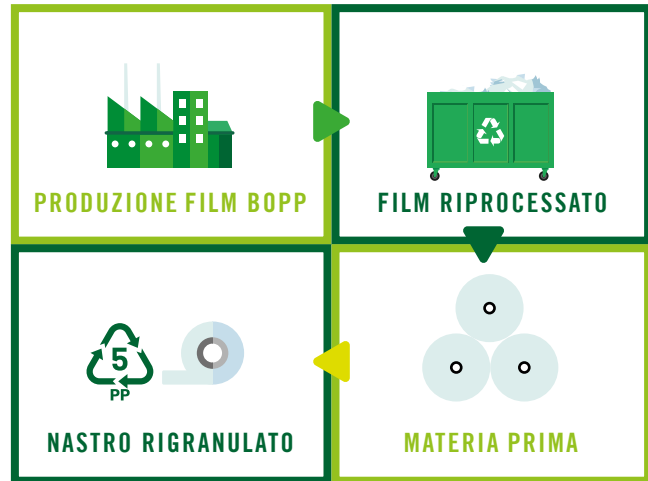 PRODUZIONE FILM BOPP
FILM RIPROCESSATO
5
PP
NASTRO RIGRANULATO
MATERIA PRIMA